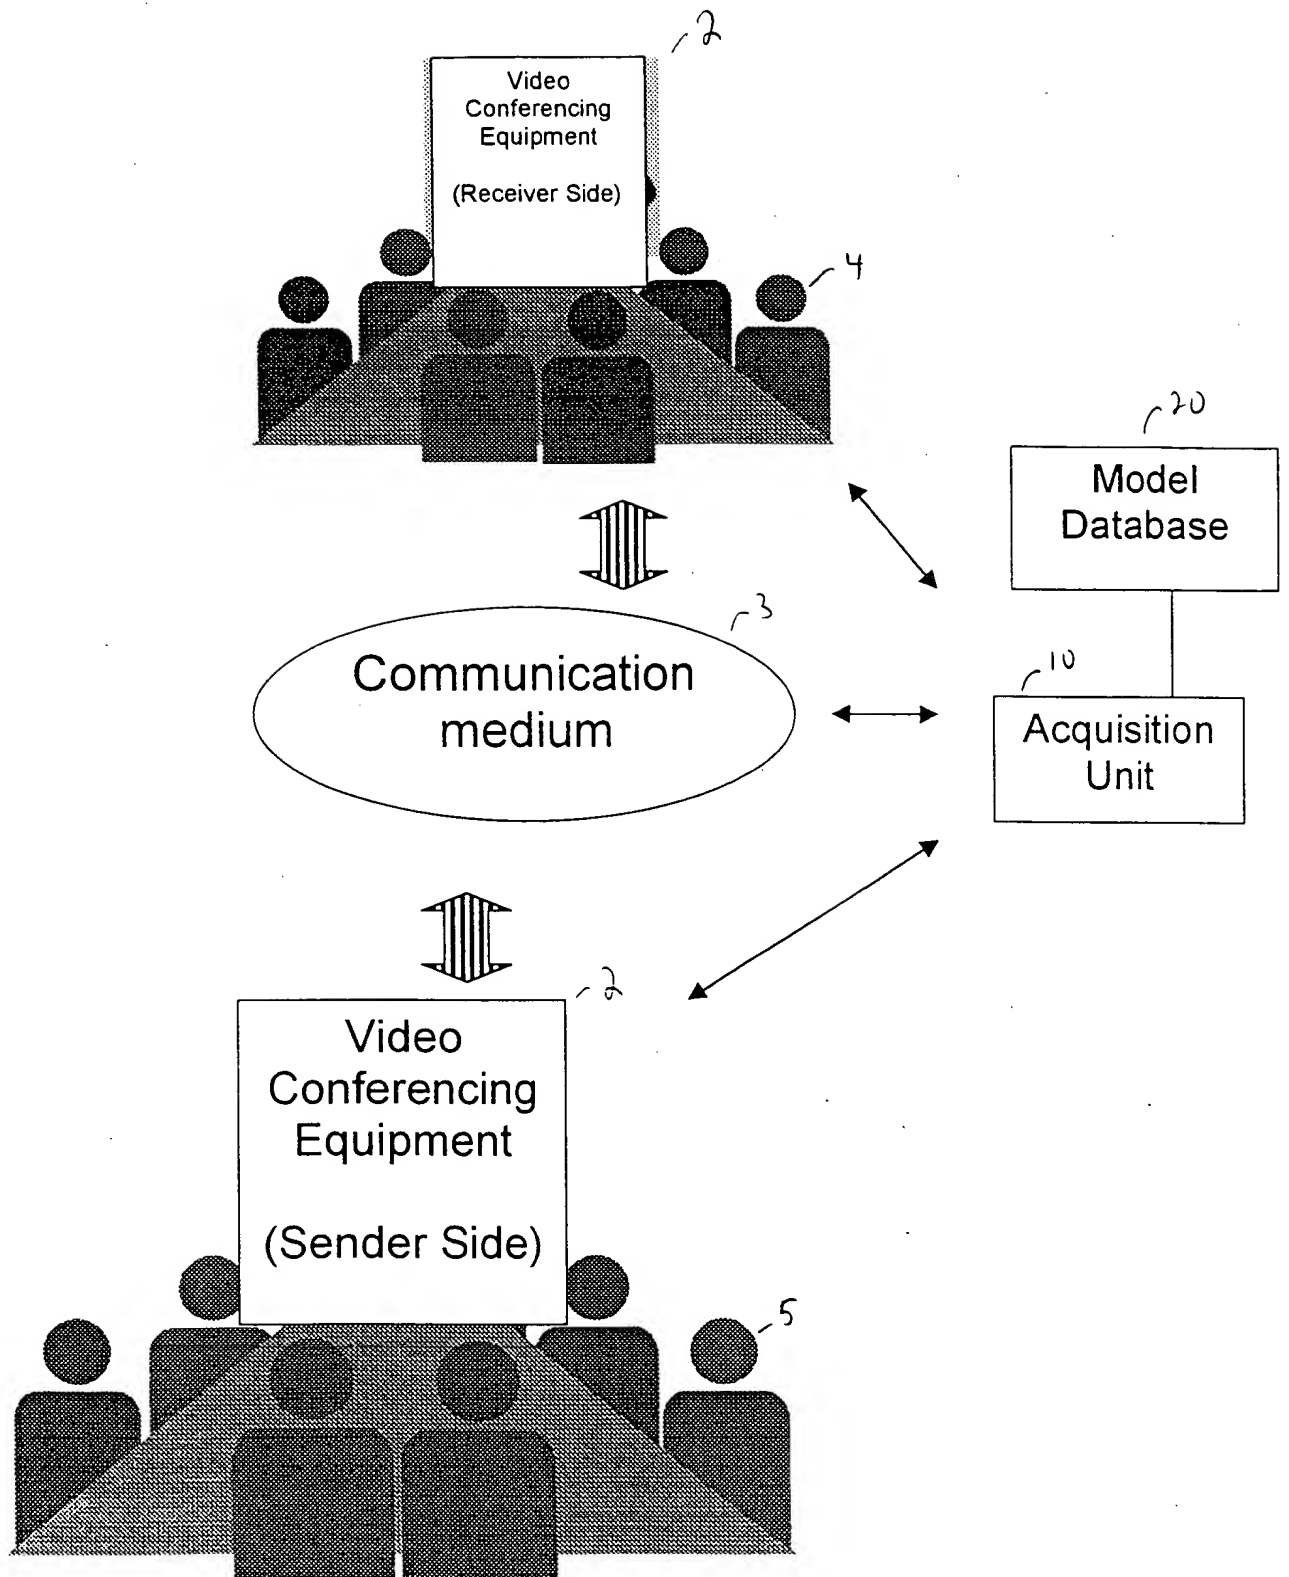 2
Video
Conferencing
Equipment
(Receiver Side)
4
20
Model
Database
3
Communication
medium
10
Acquisition
Unit
2
Video
Conferencing
Equipment
(Sender Side)
5